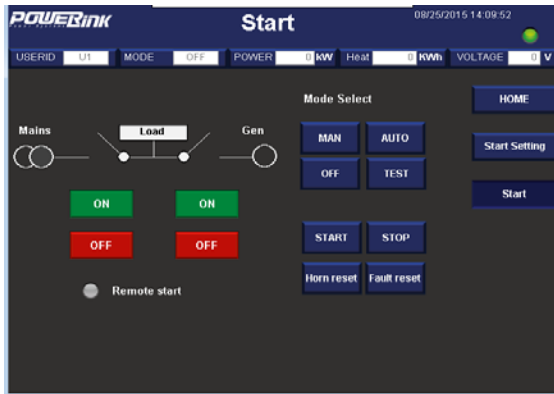 POWERink
Start
08/25/2015 14:09:52
USERID U1 MODE OFF POWER 0 kW Heat 0 KWh VOLTAGE 0 V
Mode Select
HOME
Mains Load Gen
MAN AUTO
Start Setting
OFF TEST
ON ON
Start
OFF OFF
START STOP
Horn reset Fault reset
Remote start